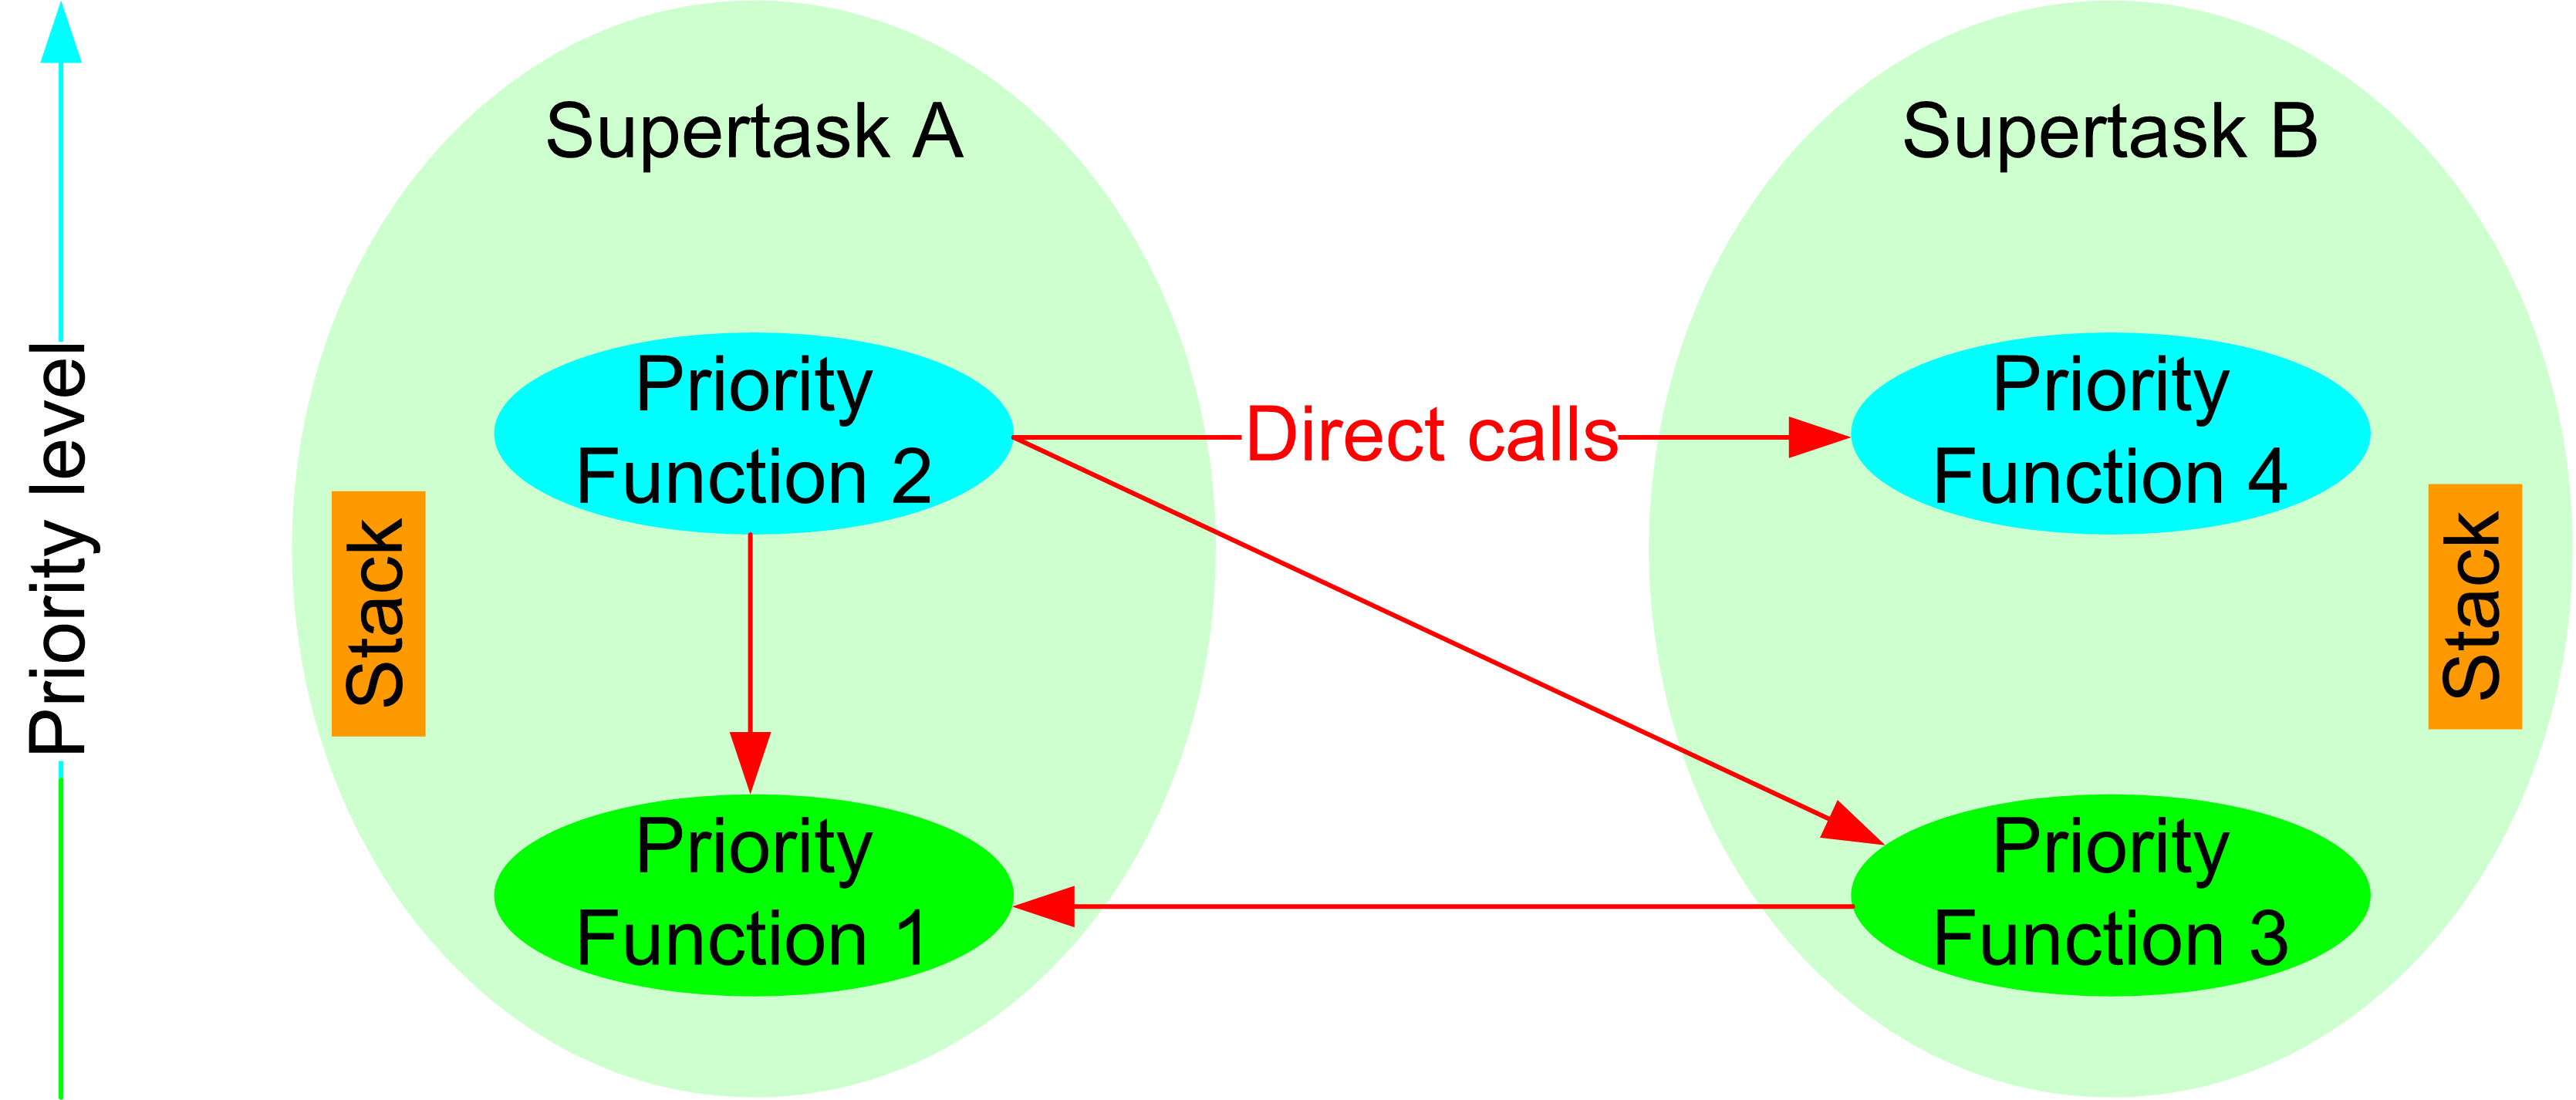 Priority level
Supertask A
Stack
Priority
Function 2
Priority
Function 1
Direct calls
Supertask B
Priority
Function 4
Priority
Function 3
Stack